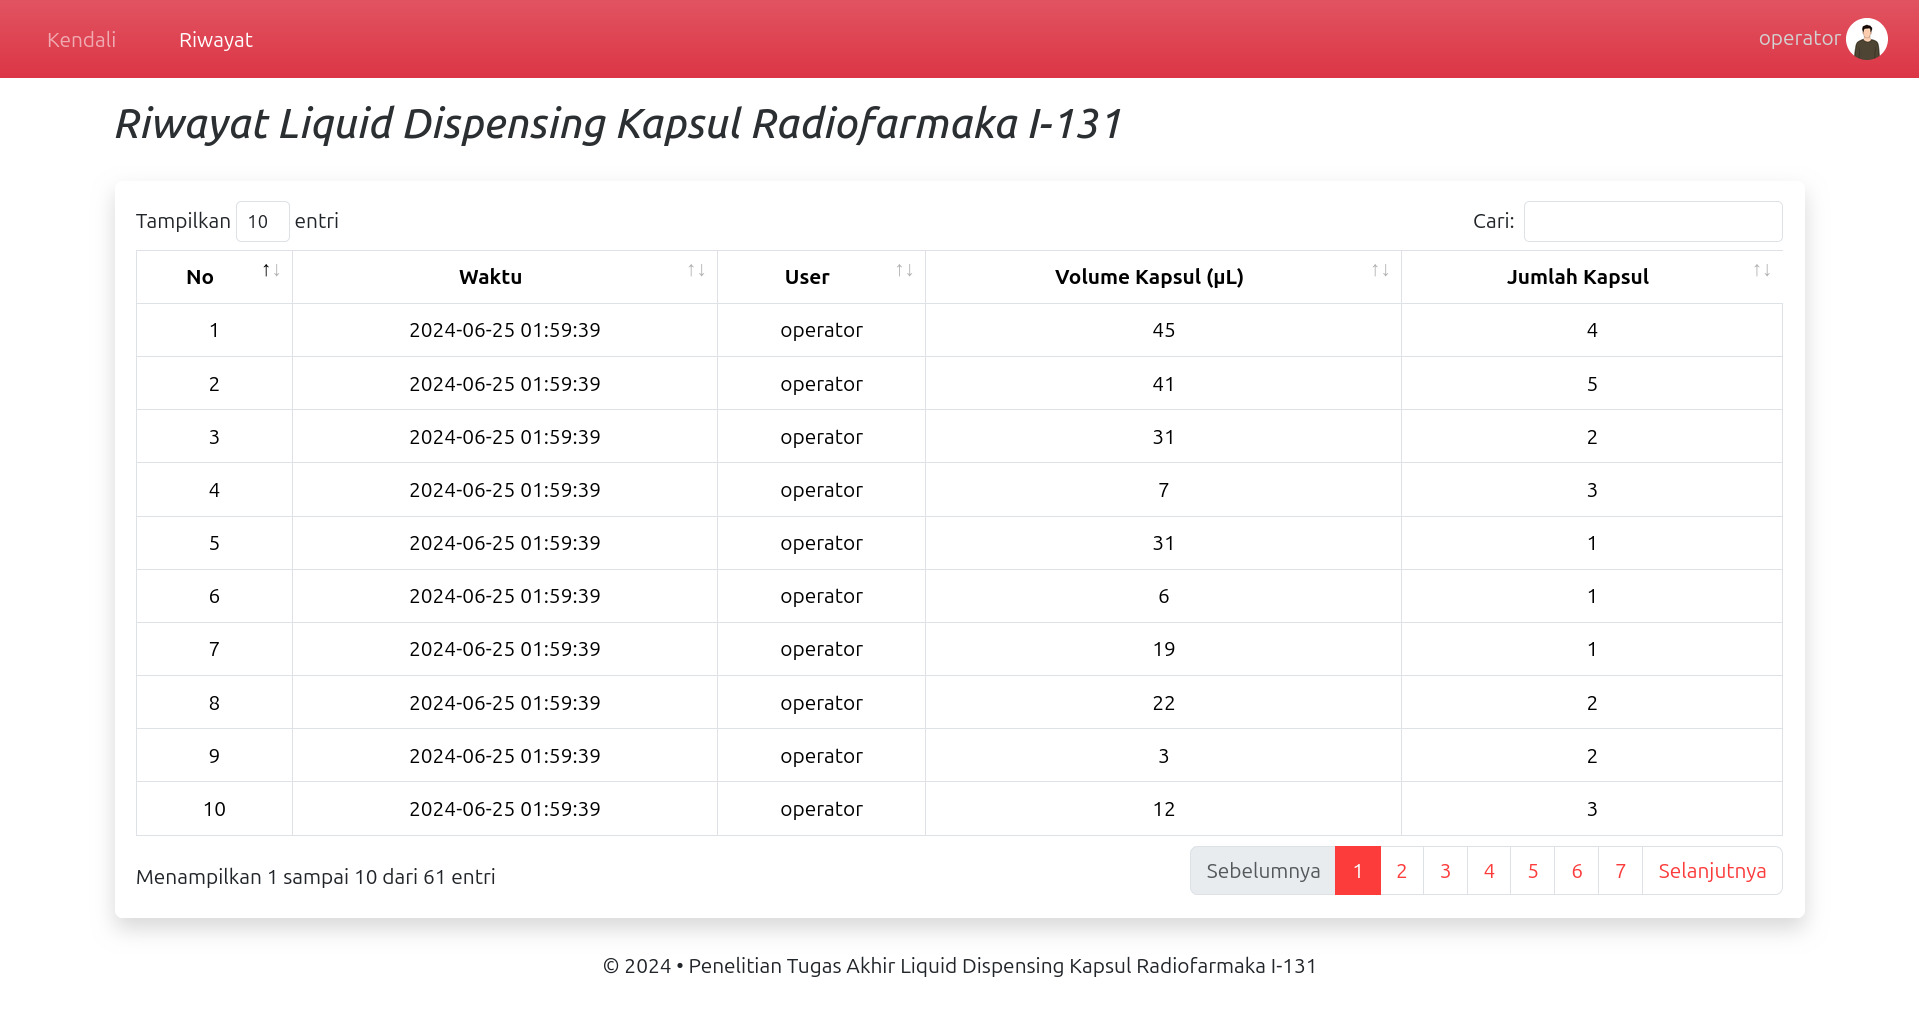 Kendali Riwayat operator
Riwayat Liquid Dispensing Kapsul Radiofarmaka I-131
Tampilkan 10 entri Cari:
No ↑↓ Waktu ↑↓ User ↑↓ Volume Kapsul (µL) ↑↓ Jumlah Kapsul ↑↓
1 2024-06-25 01:59:39 operator 45 4
2 2024-06-25 01:59:39 operator 41 5
3 2024-06-25 01:59:39 operator 31 2
4 2024-06-25 01:59:39 operator 7 3
5 2024-06-25 01:59:39 operator 31 1
6 2024-06-25 01:59:39 operator 6 1
7 2024-06-25 01:59:39 operator 19 1
8 2024-06-25 01:59:39 operator 22 2
9 2024-06-25 01:59:39 operator 3 2
10 2024-06-25 01:59:39 operator 12 3
Menampilkan 1 sampai 10 dari 61 entri Sebelumnya 1 2 3 4 5 6 7 Selanjutnya
© 2024 • Penelitian Tugas Akhir Liquid Dispensing Kapsul Radiofarmaka I-131